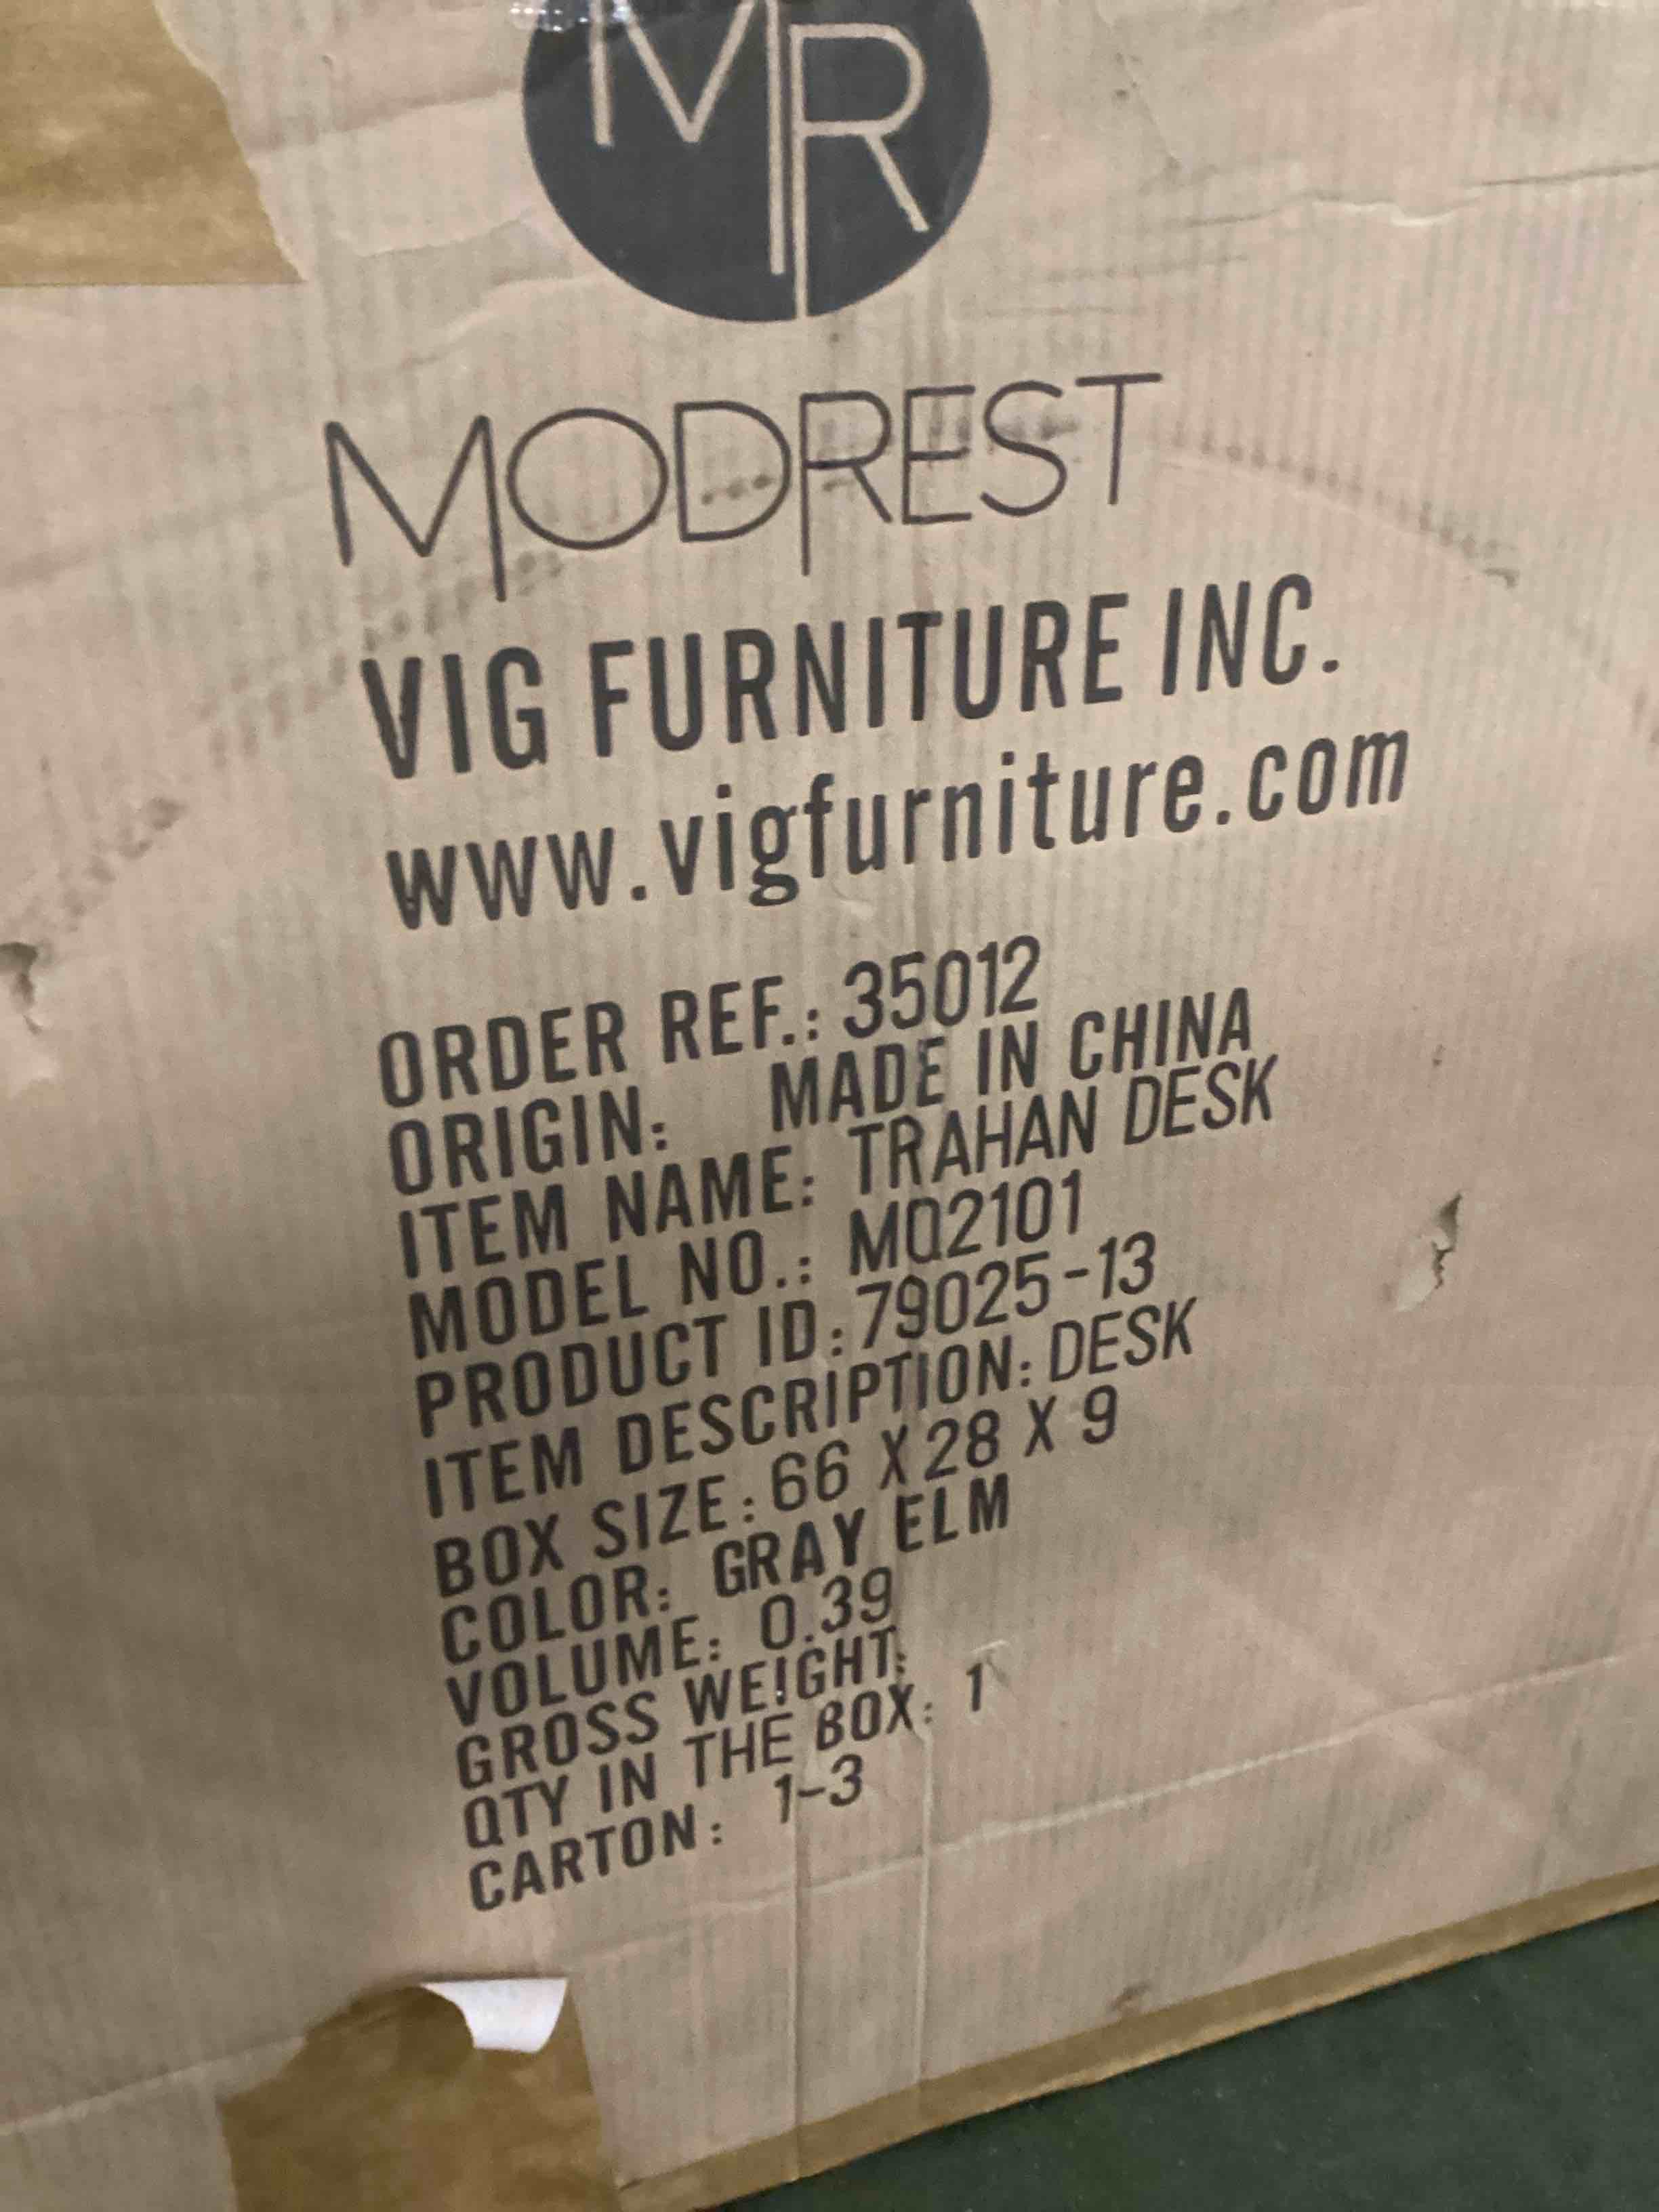 MR
MODREST
VIG FURNITURE INC.
www.vigfurniture.com
ORDER REF.: 35012
ORIGIN: MADE IN CHINA
ITEM NAME: TRAHAN DESK
MODEL NO.: MQ2101
PRODUCT ID: 79025-13
ITEM DESCRIPTION: DESK
BOX SIZE: 66 X 28 X 9
COLOR: GRAY ELM
VOLUME: 0.39
GROSS WEIGHT:
QTY IN THE BOX: 1
CARTON: 1-3